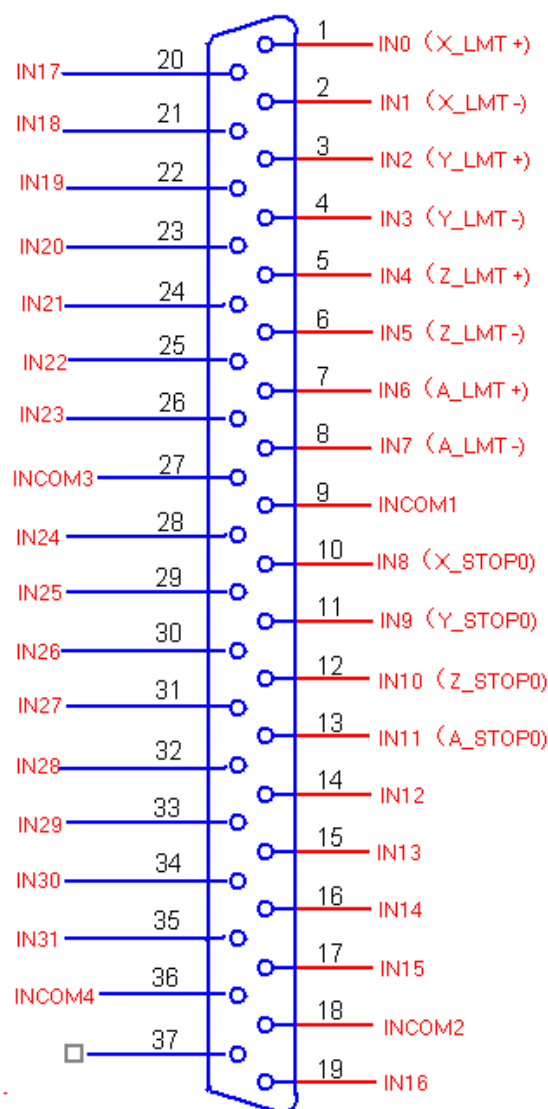 1 IN0 (X_LMT+)
IN17 20
2 IN1 (X_LMT-)
IN18 21
3 IN2 (Y_LMT+)
IN19 22
4 IN3 (Y_LMT-)
IN20 23
5 IN4 (Z_LMT+)
IN21 24
6 IN5 (Z_LMT-)
IN22 25
7 IN6 (A_LMT+)
IN23 26
8 IN7 (A_LMT-)
INCOM3 27
9 INCOM1
IN24 28
10 IN8 (X_STOP0)
IN25 29
11 IN9 (Y_STOP0)
IN26 30
12 IN10 (Z_STOP0)
IN27 31
13 IN11 (A_STOP0)
IN28 32
14 IN12
IN29 33
15 IN13
IN30 34
16 IN14
IN31 35
17 IN15
INCOM4 36
18 INCOM2
37
19 IN16